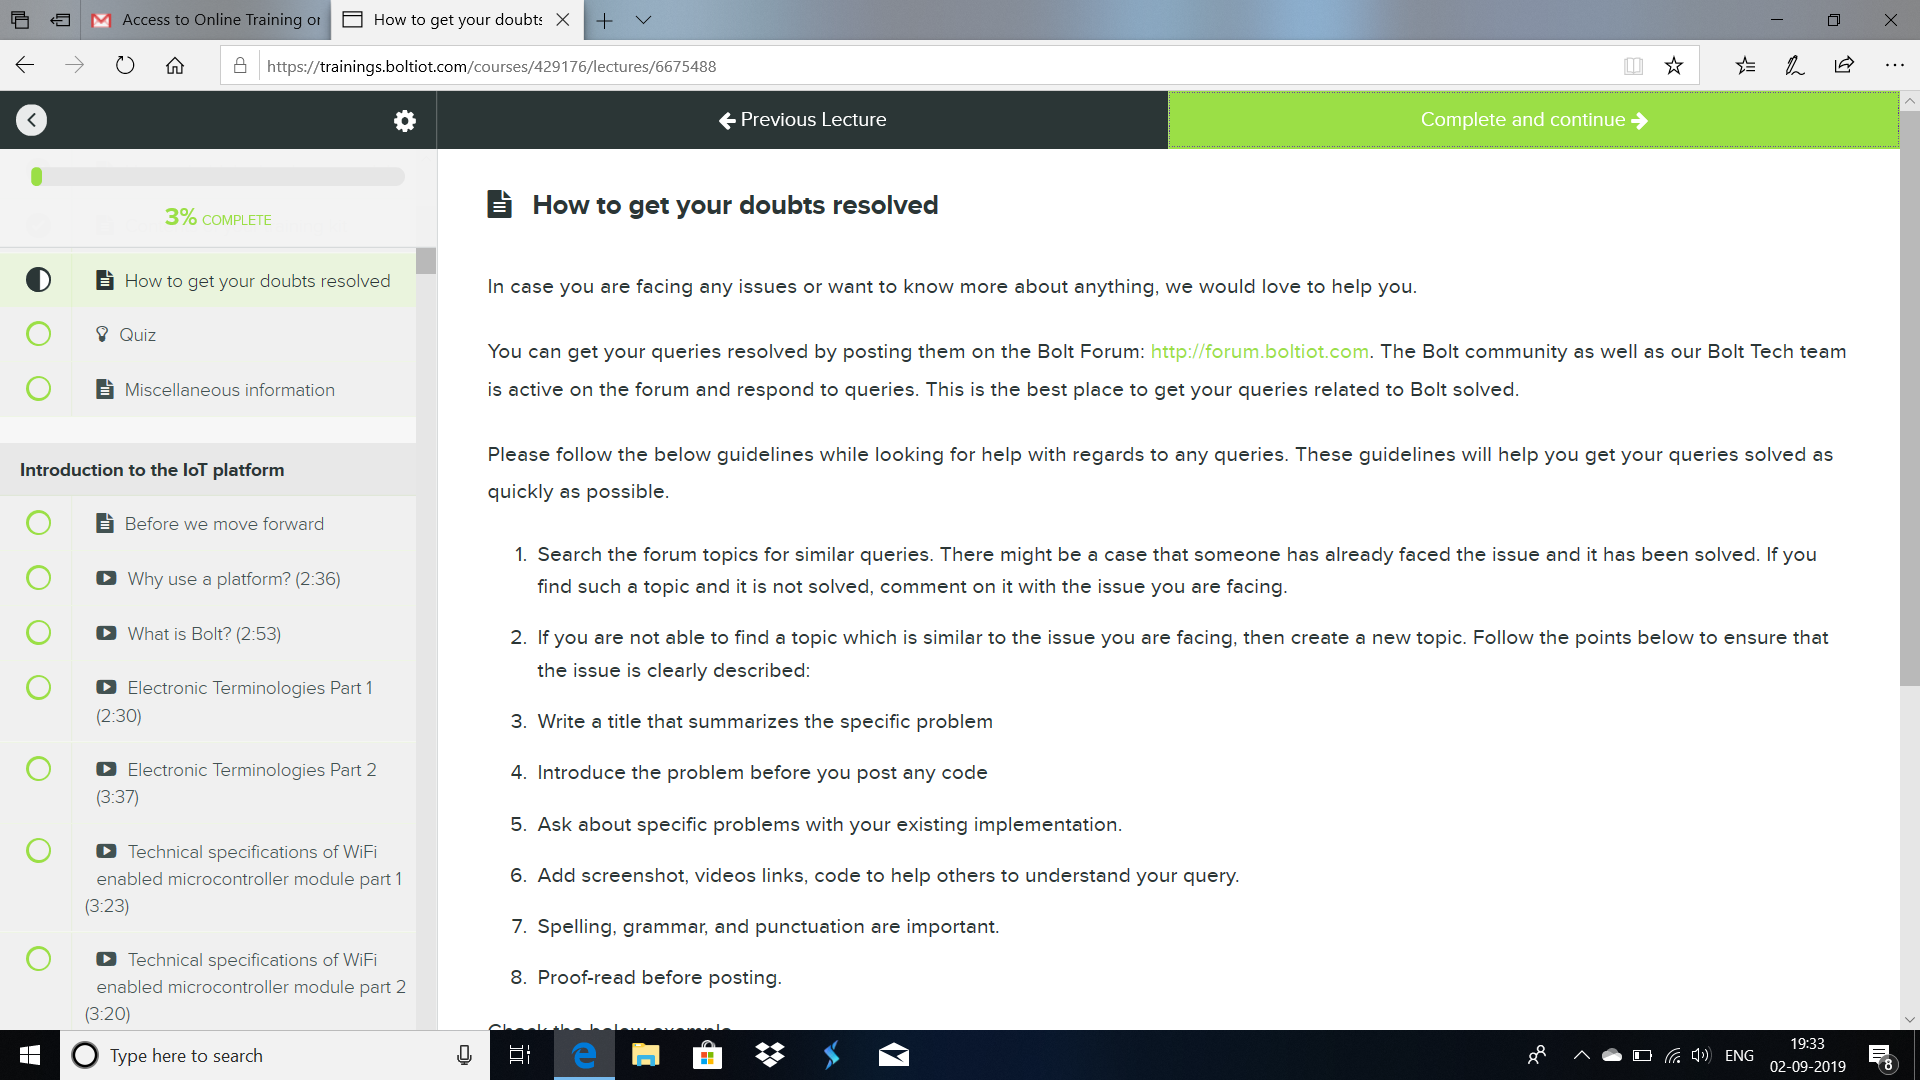 Access to Online Training or
How to get your doubts
https://trainings.boltiot.com/courses/429176/lectures/6675488
Previous Lecture
Complete and continue
3% COMPLETE
How to get your doubts resolved
Quiz
Miscellaneous information
Introduction to the IoT platform
Before we move forward
Why use a platform? (2:36)
What is Bolt? (2:53)
Electronic Terminologies Part 1
(2:30)
Electronic Terminologies Part 2
(3:37)
Technical specifications of WiFi
enabled microcontroller module part 1
(3:23)
Technical specifications of WiFi
enabled microcontroller module part 2
(3:20)
How to get your doubts resolved
In case you are facing any issues or want to know more about anything, we would love to help you.
You can get your queries resolved by posting them on the Bolt Forum: http://forum.boltiot.com. The Bolt community as well as our Bolt Tech team
is active on the forum and respond to queries. This is the best place to get your queries related to Bolt solved.
Please follow the below guidelines while looking for help with regards to any queries. These guidelines will help you get your queries solved as
quickly as possible.
1. Search the forum topics for similar queries. There might be a case that someone has already faced the issue and it has been solved. If you
find such a topic and it is not solved, comment on it with the issue you are facing.
2. If you are not able to find a topic which is similar to the issue you are facing, then create a new topic. Follow the points below to ensure that
the issue is clearly described:
3. Write a title that summarizes the specific problem
4. Introduce the problem before you post any code
5. Ask about specific problems with your existing implementation.
6. Add screenshot, videos links, code to help others to understand your query.
7. Spelling, grammar, and punctuation are important.
8. Proof-read before posting.
Check the below example
Type here to search
ENG
19:33
02-09-2019
8